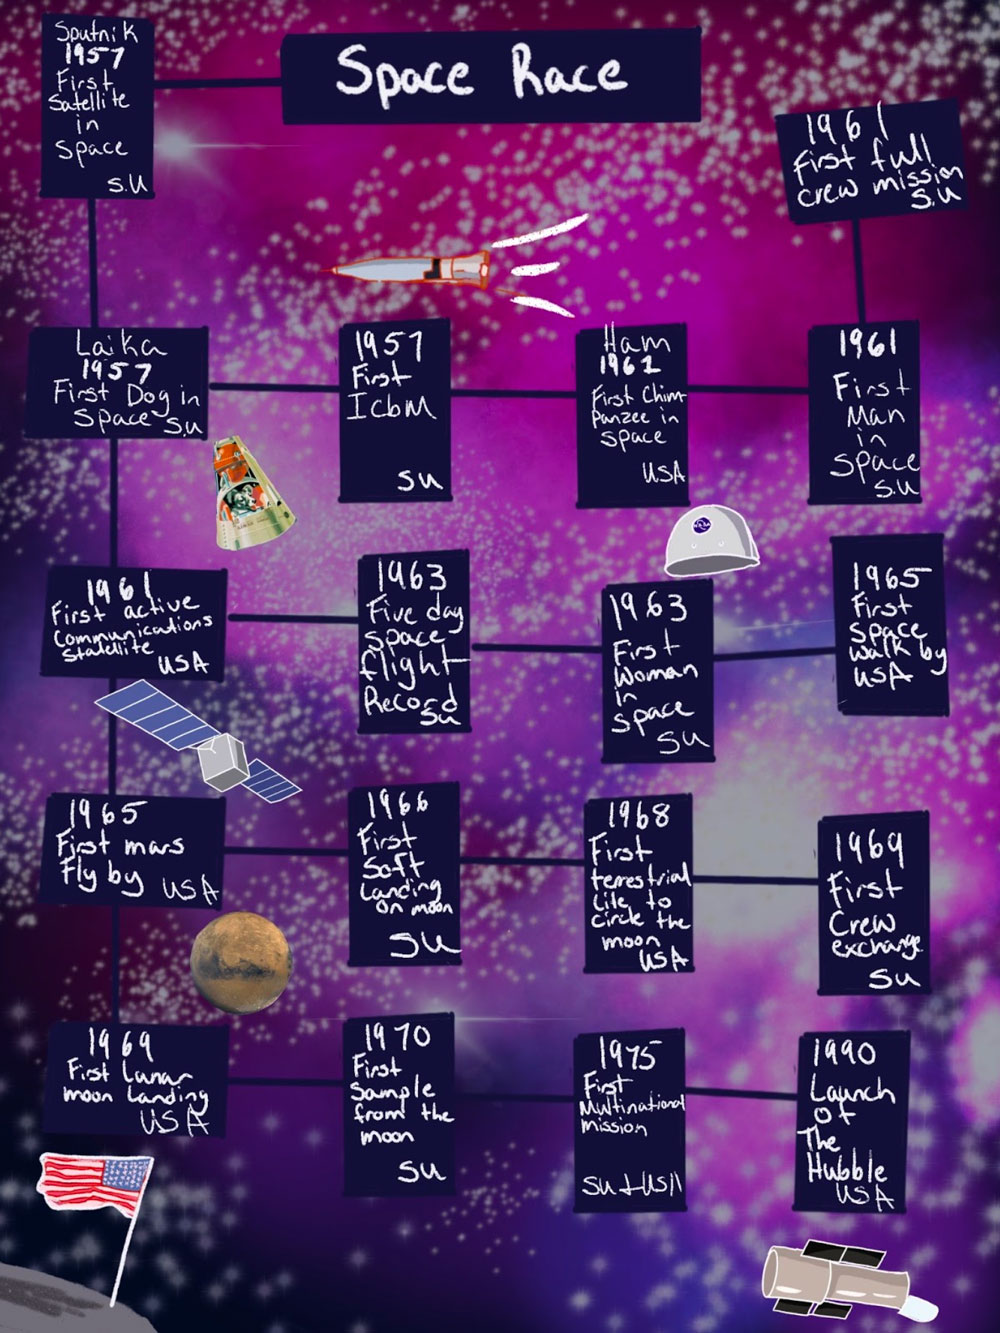 Space Race
Sputnik
1957
First
Satellite
in
Space
S.U
1961
First full
crew mission
S.U
Laika
1957
First Dog in
Space S.U
1957
First
IcbM
SU
Ham
1961
First Chim-
Panzee in
Space
USA
1961
First
Man
in
Space
S.U
1961
First active
Communications
Statellite
USA
1963
Five day
Space
flight
Record
SU
1963
First
Woman
in
Space
SU
1965
First
Space
walk by
USA
1965
First mars
Fly by USA
1966
First
Soft
Landing
on moon
SU
1968
First
terrestrial
Life to
circle the
moon
USA
1969
First
Crew
exchange
SU
1969
First Lunar
moon Landing
USA
1970
First
Sample
from the
moon
SU
1975
First
Multinational
mission
SU + USA
1990
Launch
of
The
Hubble
USA